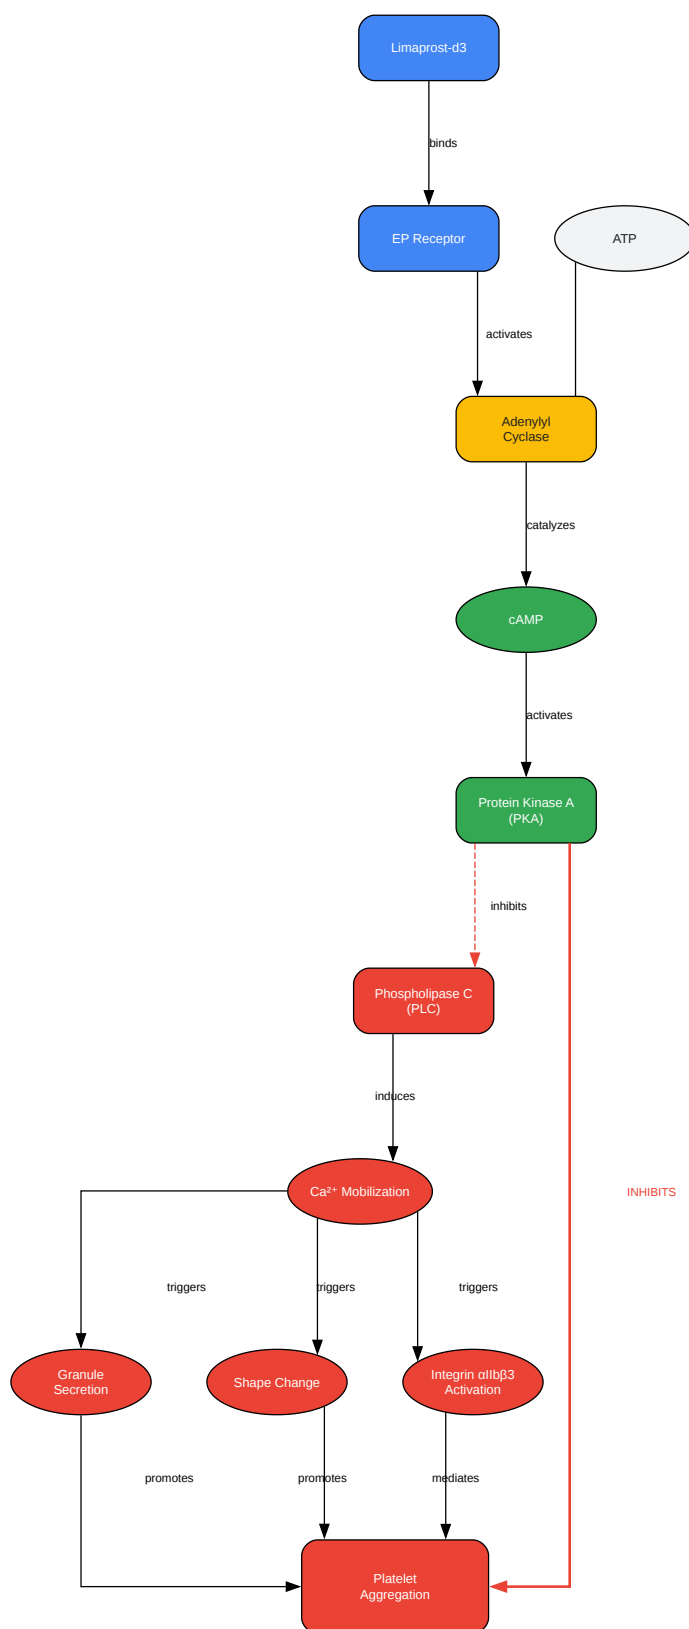 Limaprost-d3
binds
EP Receptor
ATP
activates
Adenylyl
Cyclase
catalyzes
cAMP
activates
Protein Kinase A
(PKA)
inhibits
Phospholipase C
(PLC)
induces
Ca²⁺ Mobilization
INHIBITS
triggers
triggers
triggers
Granule
Secretion
Shape Change
Integrin αIIbβ3
Activation
promotes
promotes
mediates
Platelet
Aggregation